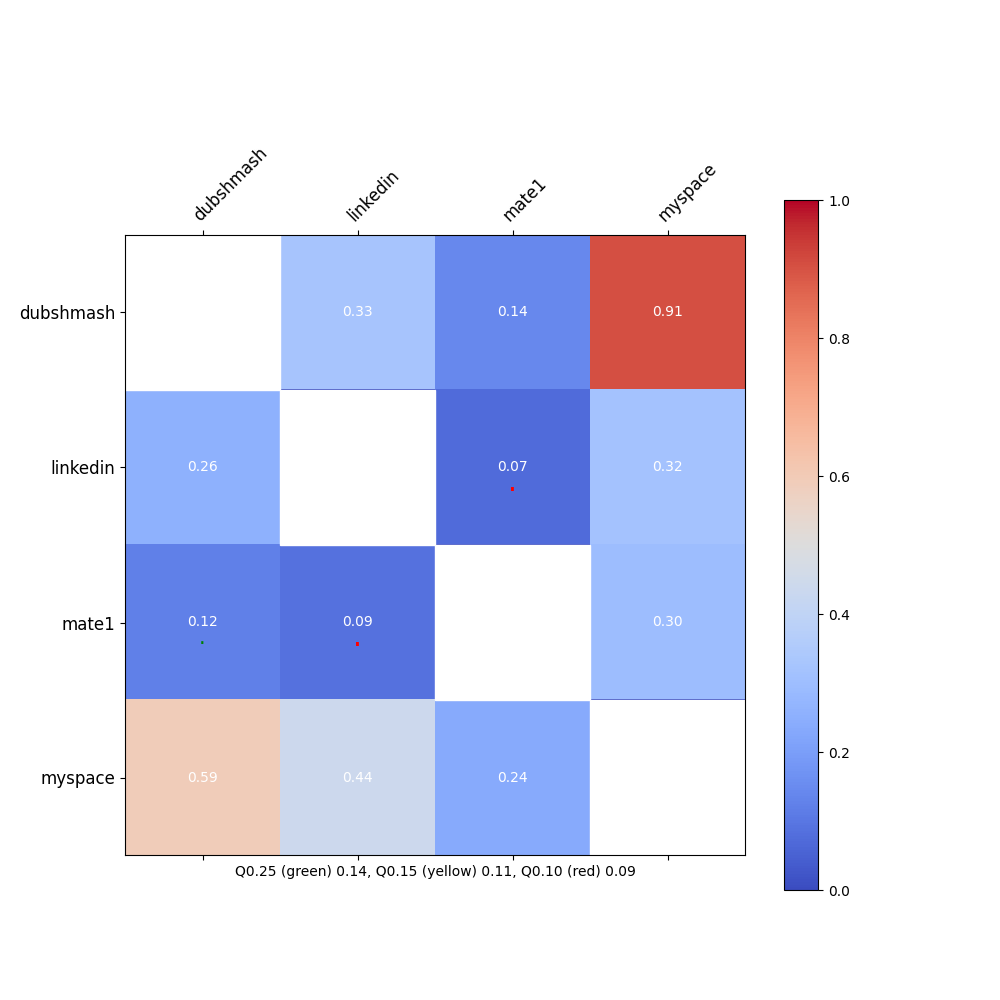 dubshmash linkedin mate1 myspace
1.0
dubshmash 0.33 0.14 0.91
0.8
linkedin 0.26 0.07 0.32
0.6
0.4
mate1 0.12 0.09 0.30
0.2
myspace 0.59 0.44 0.24
Q0.25 (green) 0.14, Q0.15 (yellow) 0.11, Q0.10 (red) 0.09
0.0